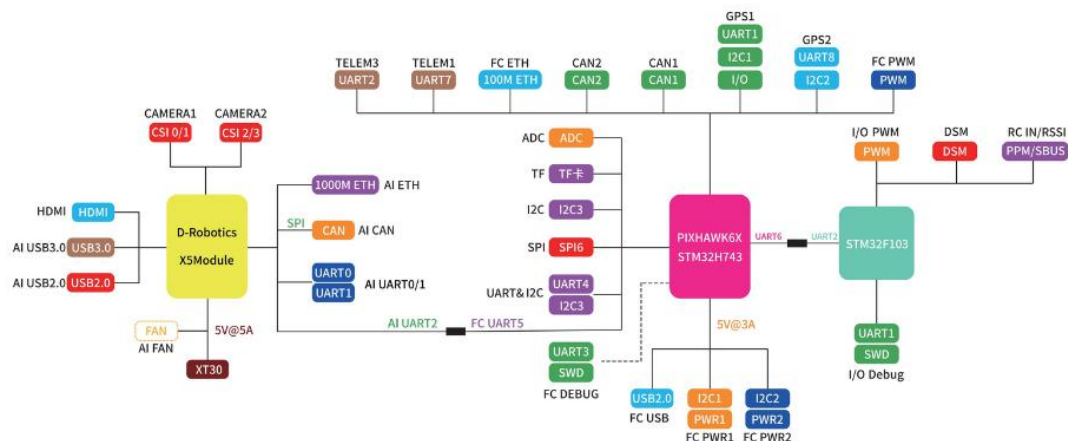 GPS1
UART1
I2C1
I/O
GPS2
UART8
I2C2
TELEM3
UART2
TELEM1
UART7
FC ETH
100M ETH
CAN2
CAN2
CAN1
CAN1
FC PWM
PWM
CAMERA1
CSI 0/1
CAMERA2
CSI 2/3
ADC ADC
TF TF卡
I2C I2C3
SPI SPI6
UART&I2C UART4
I2C3
I/O PWM
PWM
DSM
DSM
RC IN/RSSI
PPM/SBUS
1000M ETH AI ETH
SPI CAN AI CAN
UART0
UART1
AI UART0/1
HDMI HDMI
AI USB3.0 USB3.0
AI USB2.0 USB2.0
D-Robotics
X5Module
PIXHAWK6X
STM32H743
UART6 UART2
STM32F103
AI UART2 FC UART5
FAN
AI FAN
5V@5A
XT30
5V@3A
UART3
SWD
FC DEBUG
USB2.0
FC USB
I2C1
PWR1
FC PWR1
I2C2
PWR2
FC PWR2
UART1
SWD
I/O Debug